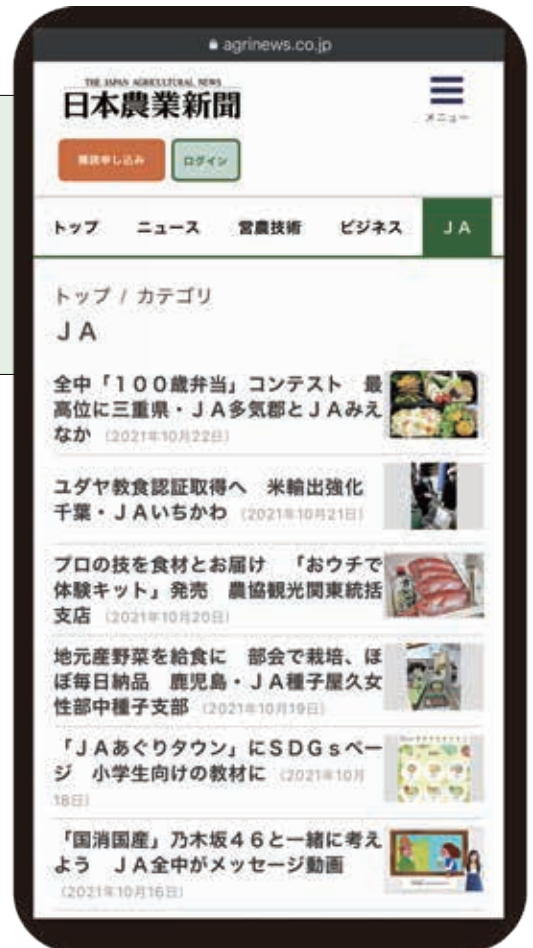 agrinews.co.jp
THE JAPAN AGRICULTURAL NEWS
日本農業新聞
メニュー
購読申し込み
ログイン
トップ
ニュース
営農技術
ビジネス
ＪＡ
トップ / カテゴリ
ＪＡ
全中「１００歳弁当」コンテスト　最
高位に三重県・ＪＡ多気郡とＪＡみえ
なか （2021年10月22日）
ユダヤ教食認証取得へ　米輸出強化
千葉・ＪＡいちかわ （2021年10月21日）
プロの技を食材とお届け　「おウチで
体験キット」発売　農協観光関東統括
支店 （2021年10月20日）
地元産野菜を給食に　部会で栽培、ほ
ぼ毎日納品　鹿児島・ＪＡ種子屋久女
性部中種子支部 （2021年10月19日）
「ＪＡあぐりタウン」にＳＤＧｓペー
ジ　小学生向けの教材に （2021年10月
18日）
「国消国産」乃木坂４６と一緒に考え
よう　ＪＡ全中がメッセージ動画
（2021年10月16日）